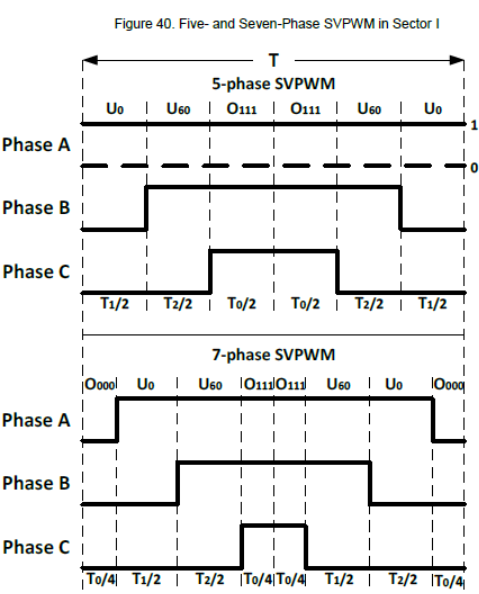 Figure 40. Five- and Seven-Phase SVPWM in Sector I
T
5-phase SVPWM
U0 U60 O111 O111 U60 U0
1
Phase A
0
Phase B
Phase C
T1/2 T2/2 T0/2 T0/2 T2/2 T1/2
7-phase SVPWM
O000 U0 U60 O111 O111 U60 U0 O000
Phase A
Phase B
Phase C
T0/4 T1/2 T2/2 T0/4 T0/4 T1/2 T2/2 T0/4